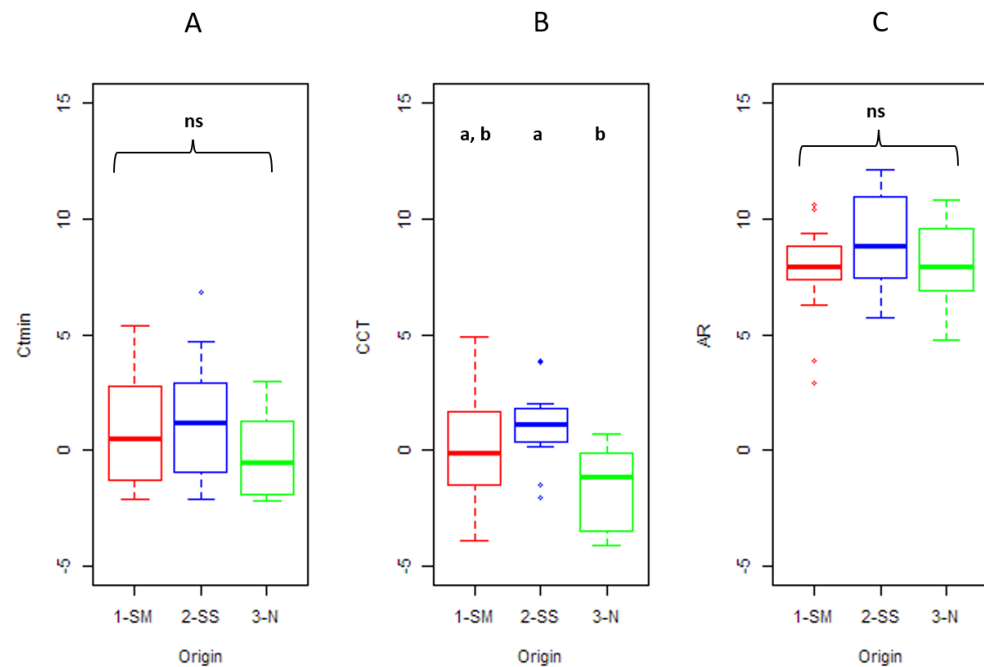 A
B
C
Ctmin
15
10
5
0
-5
ns
1-SM 2-SS 3-N
Origin
CCT
15
10
5
0
-5
a, b a b
1-SM 2-SS 3-N
Origin
AR
15
10
5
0
-5
ns
1-SM 2-SS 3-N
Origin